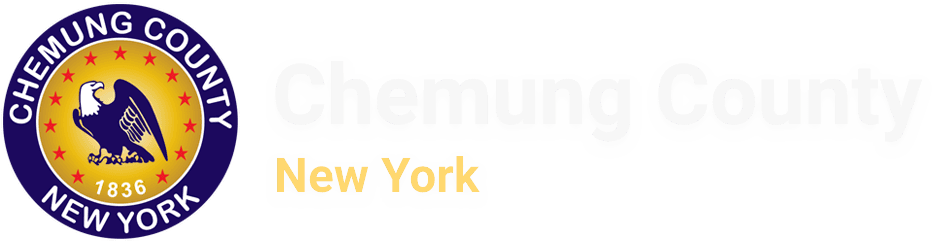 CHEMUNG COUNTY
1836
NEW YORK
Chemung County
New York